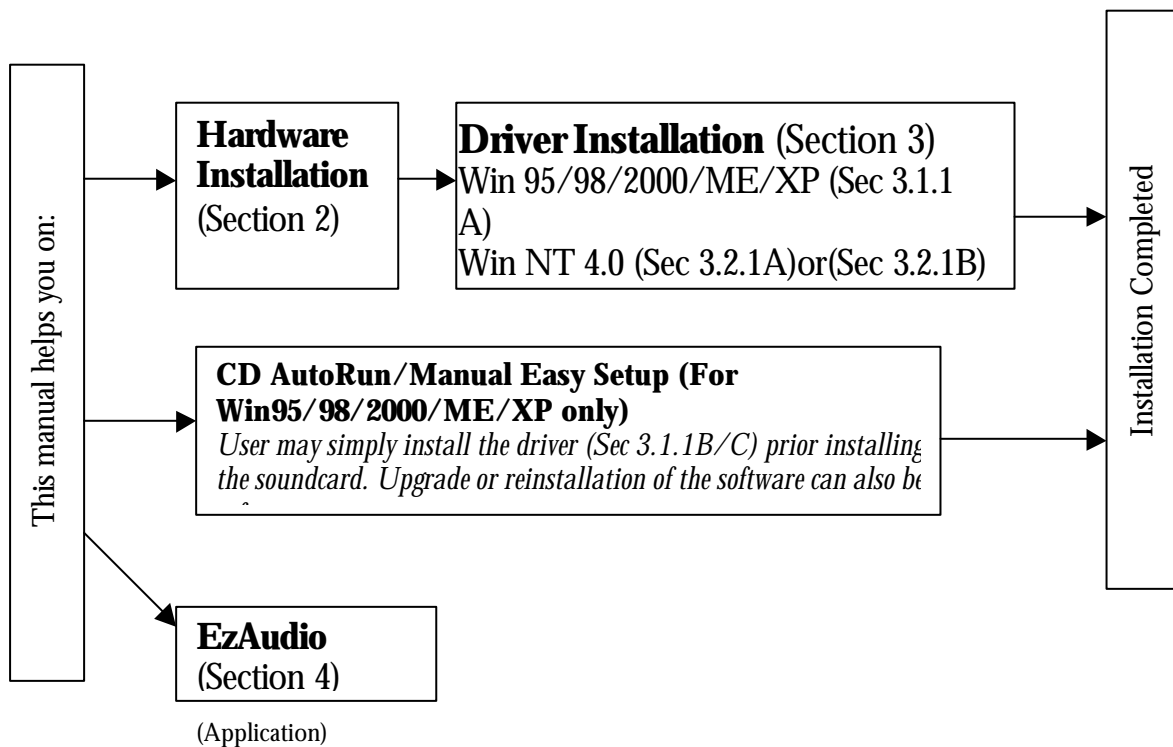 This manual helps you on:
Hardware
Installation
(Section 2)
Driver Installation (Section 3)
Win 95/98/2000/ME/XP (Sec 3.1.1
A)
Win NT 4.0 (Sec 3.2.1A)or(Sec 3.2.1B)
CD AutoRun/Manual Easy Setup (For
Win95/98/2000/ME/XP only)
User may simply install the driver (Sec 3.1.1B/C) prior installing
the soundcard. Upgrade or reinstallation of the software can also be
EzAudio
(Section 4)
(Application)
Installation Completed